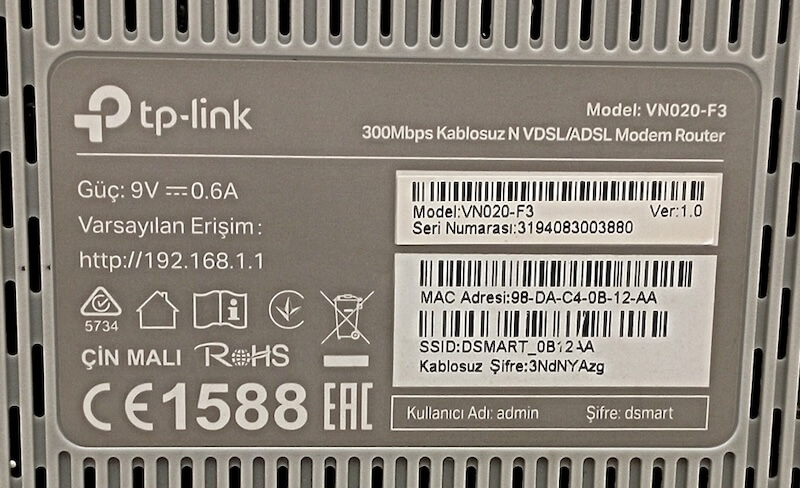 tp-link
Model: VN020-F3
300Mbps Kablosuz N VDSL/ADSL Modem Router
Güç: 9V ⎓ 0.6A
Varsayılan Erişim :
http://192.168.1.1
Model:VN020-F3 Ver:1.0
Seri Numarası:3194083003880
MAC Adresi:98-DA-C4-0B-12-AA
SSID:DSMART_0B12AA
Kablosuz Şifre:3NdNYAzg
5734
ÇİN MALI RoHS
CE1588 EAC
Kullanıcı Adı: admin Şifre: dsmart